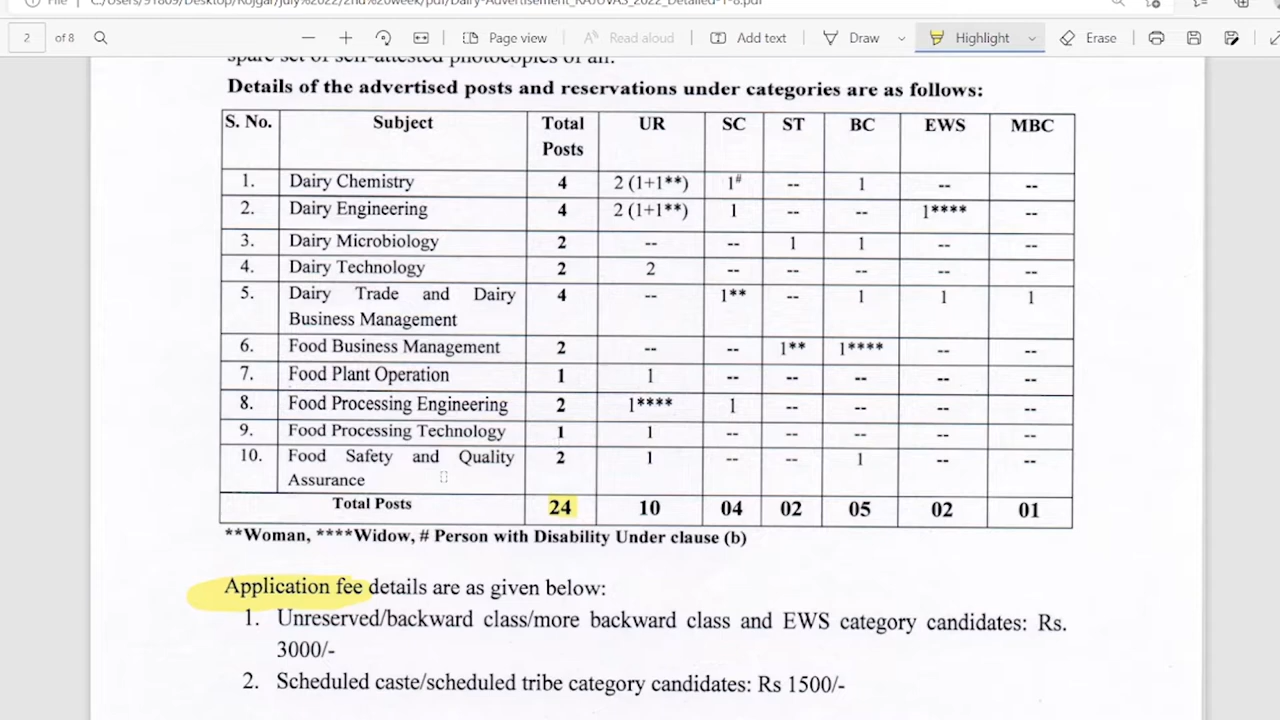 File | C:/Users/91809/Desktop/Rojgar/july%2022/2nd%20week/pdf/Dairy-Advertisement_RAJUVAS_2022_Detailed-1-8.pdf
2 of 8 Page view Read aloud Add text Draw Highlight Erase
spare set of self-attested photocopies of all.
Details of the advertised posts and reservations under categories are as follows:
S. No. Subject Total Posts UR SC ST BC EWS MBC
1. Dairy Chemistry 4 2 (1+1**) 1# -- 1 -- --
2. Dairy Engineering 4 2 (1+1**) 1 -- -- 1**** --
3. Dairy Microbiology 2 -- -- 1 1 -- --
4. Dairy Technology 2 2 -- -- -- -- --
5. Dairy Trade and Dairy 4 -- 1** -- 1 1 1
Business Management
6. Food Business Management 2 -- -- 1** 1**** -- --
7. Food Plant Operation 1 1 -- -- -- -- --
8. Food Processing Engineering 2 1**** 1 -- -- -- --
9. Food Processing Technology 1 1 -- -- -- -- --
10. Food Safety and Quality 2 1 -- -- 1 -- --
Assurance
Total Posts 24 10 04 02 05 02 01
**Woman, ****Widow, # Person with Disability Under clause (b)
Application fee details are as given below:
1. Unreserved/backward class/more backward class and EWS category candidates: Rs.
3000/-
2. Scheduled caste/scheduled tribe category candidates: Rs 1500/-